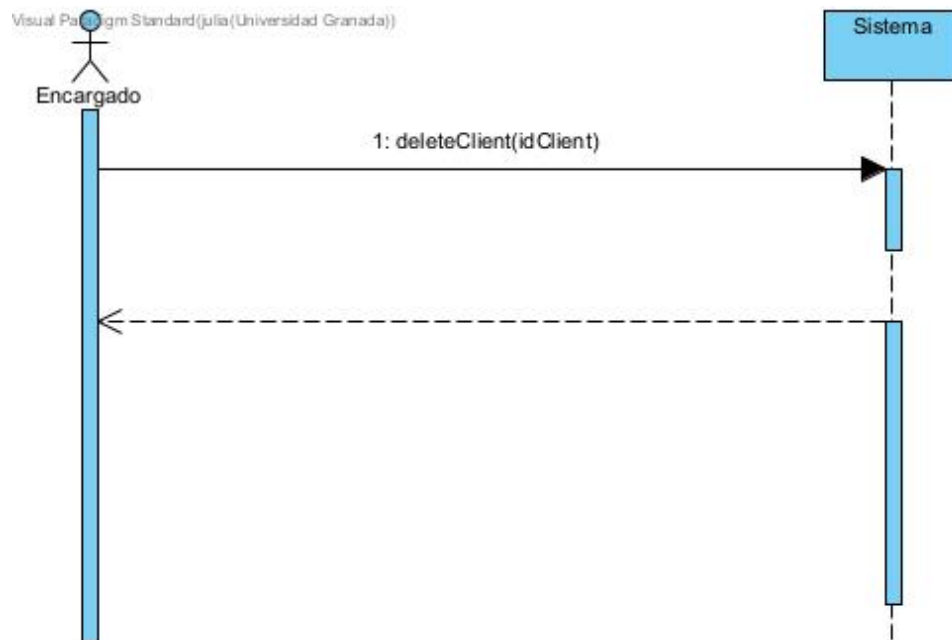 Visual Paradigm Standard(julia(Universidad Granada))
Sistema
Encargado
1: deleteClient(idClient)